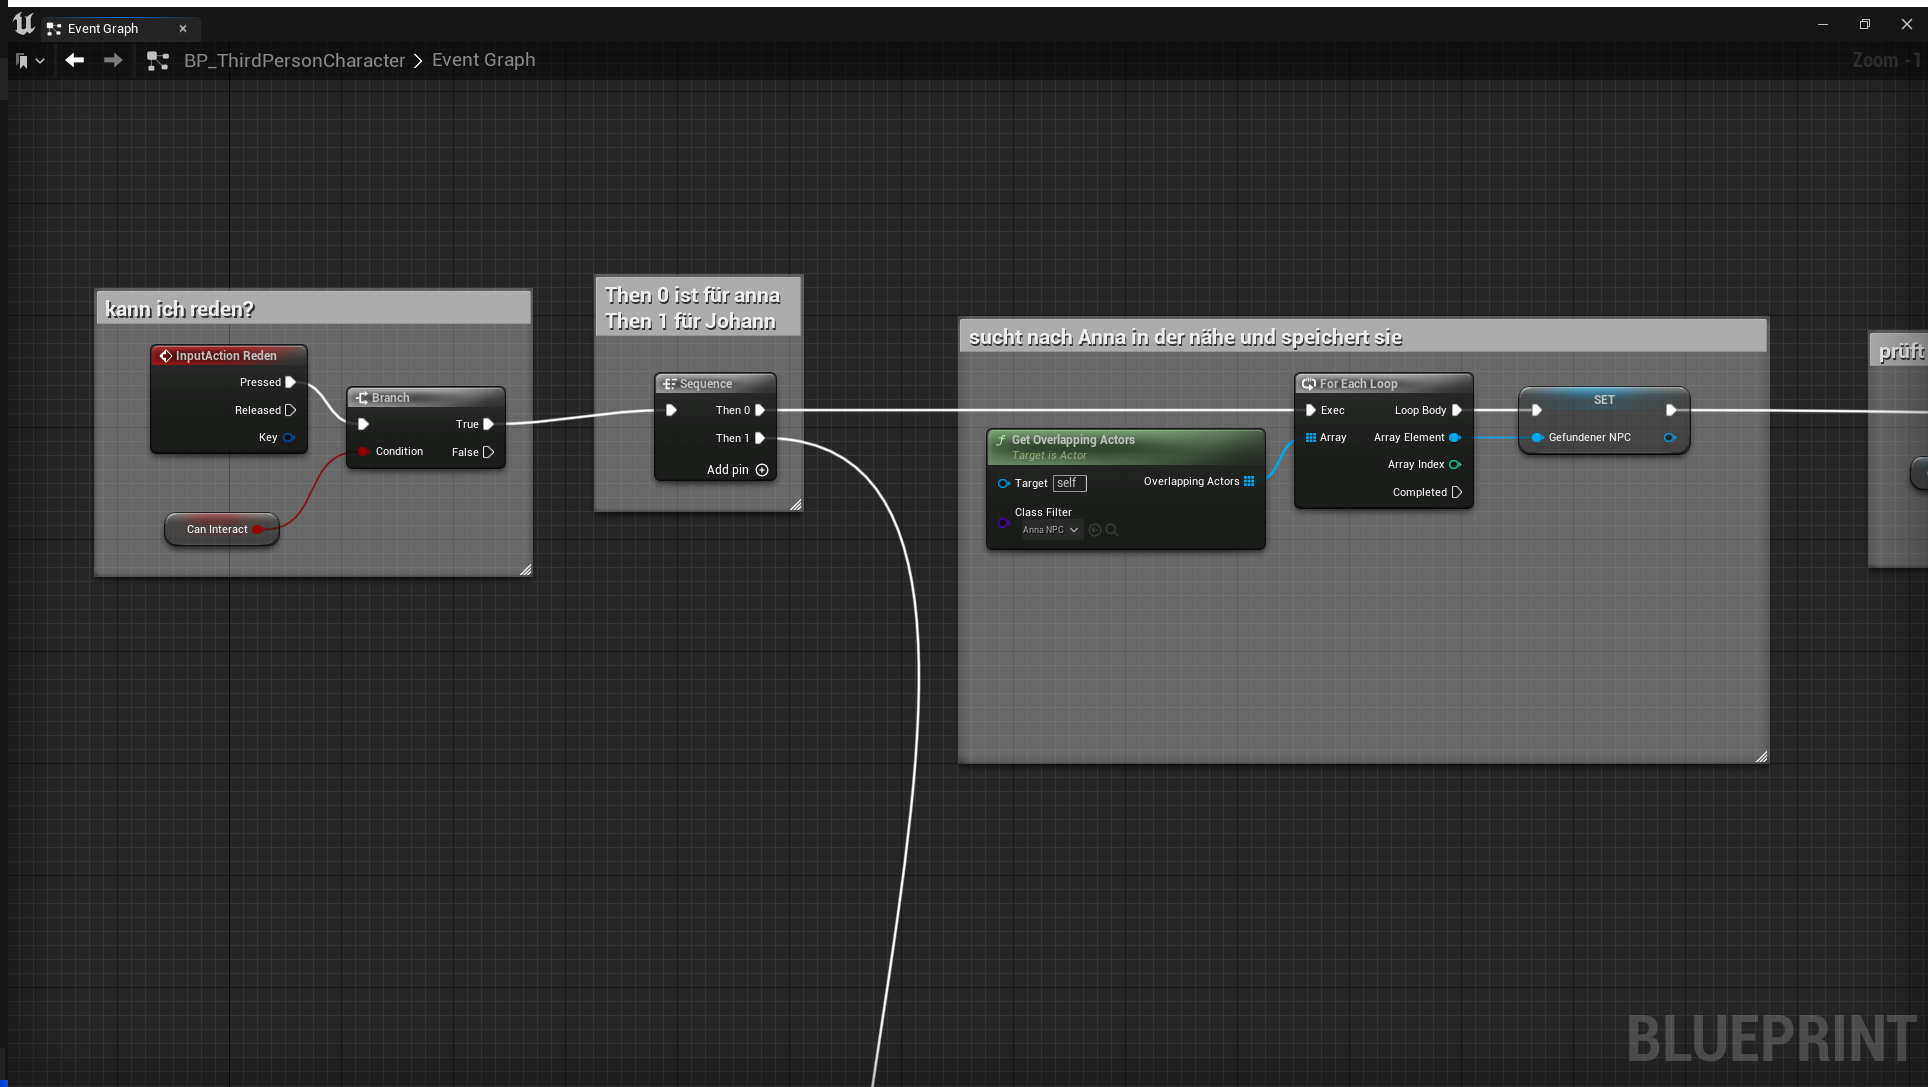 Event Graph
BP_ThirdPersonCharacter > Event Graph
Zoom -1
kann ich reden?
InputAction Reden
Pressed
Released
Key
Branch
True
Condition
False
Can Interact
Then 0 ist für anna
Then 1 für Johann
Sequence
Then 0
Then 1
Add pin
sucht nach Anna in der nähe und speichert sie
Get Overlapping Actors
Target is Actor
Target self
Overlapping Actors
Class Filter
Anna NPC
For Each Loop
Exec
Loop Body
Array
Array Element
Array Index
Completed
SET
Gefundener NPC
prüft
BLUEPRINT